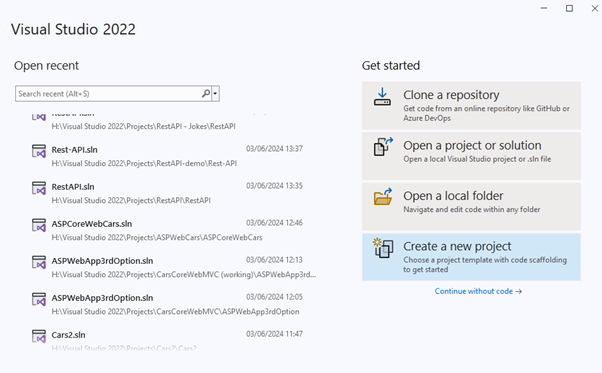 Visual Studio 2022
Open recent
Search recent (Alt+S)
H:\Visual Studio 2022\Projects\RestAPI - Jokes\RestAPI
Rest-API.sln 03/06/2024 13:37
H:\Visual Studio 2022\Projects\RestAPI-demo\Rest-API
RestAPI.sln 03/06/2024 13:35
H:\Visual Studio 2022\Projects\RestAPI\RestAPI
ASPCoreWebCars.sln 03/06/2024 12:46
H:\Visual Studio 2022\Projects\ASPWebCars\ASPCoreWebCars
ASPWebApp3rdOption.sln 03/06/2024 12:13
H:\Visual Studio 2022\Projects\CarsCoreWebMVC (working)\ASPWebApp3rd...
ASPWebApp3rdOption.sln 03/06/2024 12:05
H:\Visual Studio 2022\Projects\CarsCoreWebMVC\ASPWebApp3rdOption
Cars2.sln 03/06/2024 11:47
H:\Visual Studio 2022\Projects\Cars2\Cars2
Get started
Clone a repository
Get code from an online repository like GitHub or
Azure DevOps
Open a project or solution
Open a local Visual Studio project or .sln file
Open a local folder
Navigate and edit code within any folder
Create a new project
Choose a project template with code scaffolding
to get started
Continue without code →